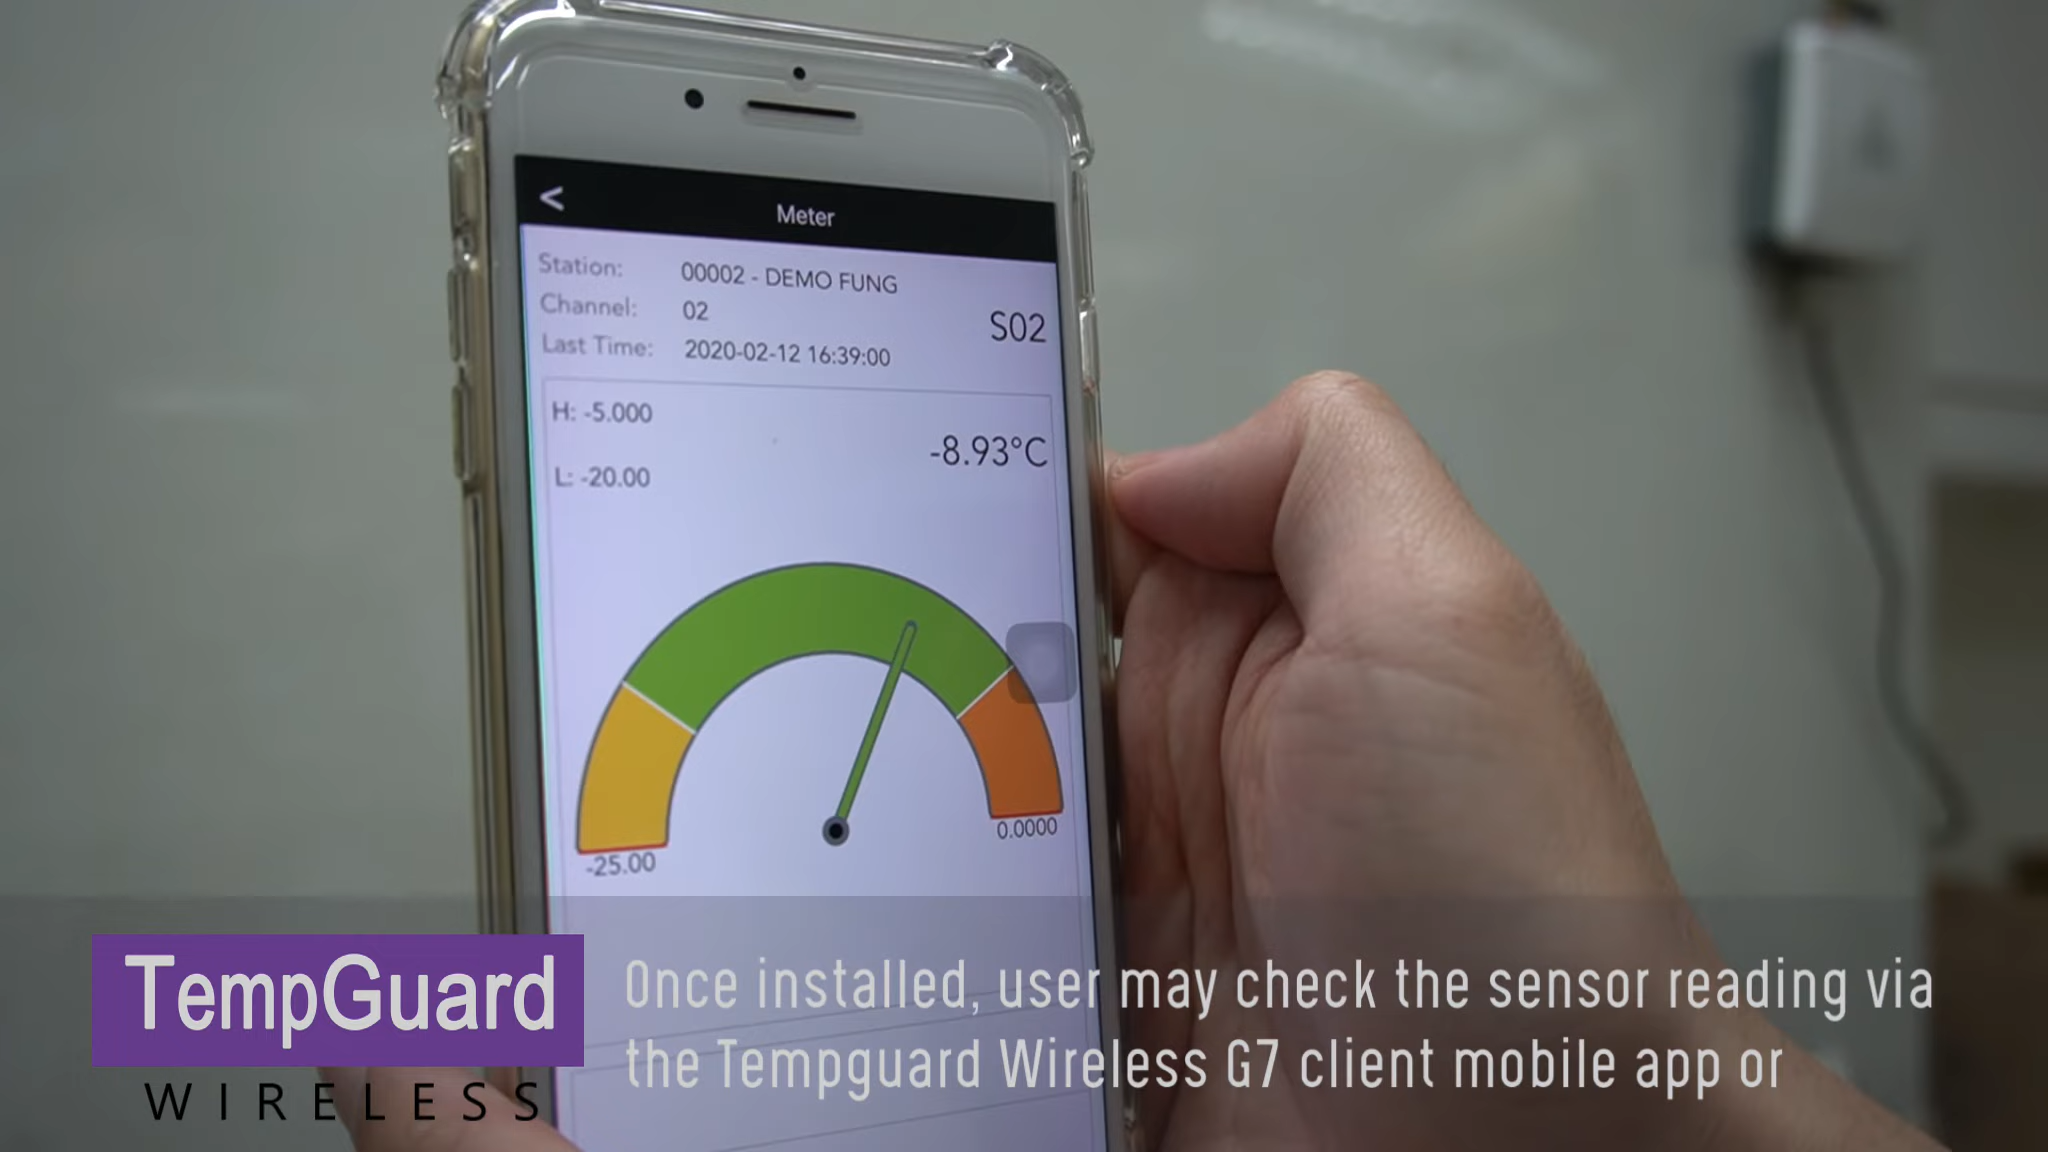 <
Meter
Station: 00002 - DEMO FUNG
Channel: 02
S02
Last Time: 2020-02-12 16:39:00
H: -5.000
-8.93°C
L: -20.00
-25.00
0.0000
TempGuard
WIRELESS
Once installed, user may check the sensor reading via
the Tempguard Wireless G7 client mobile app or